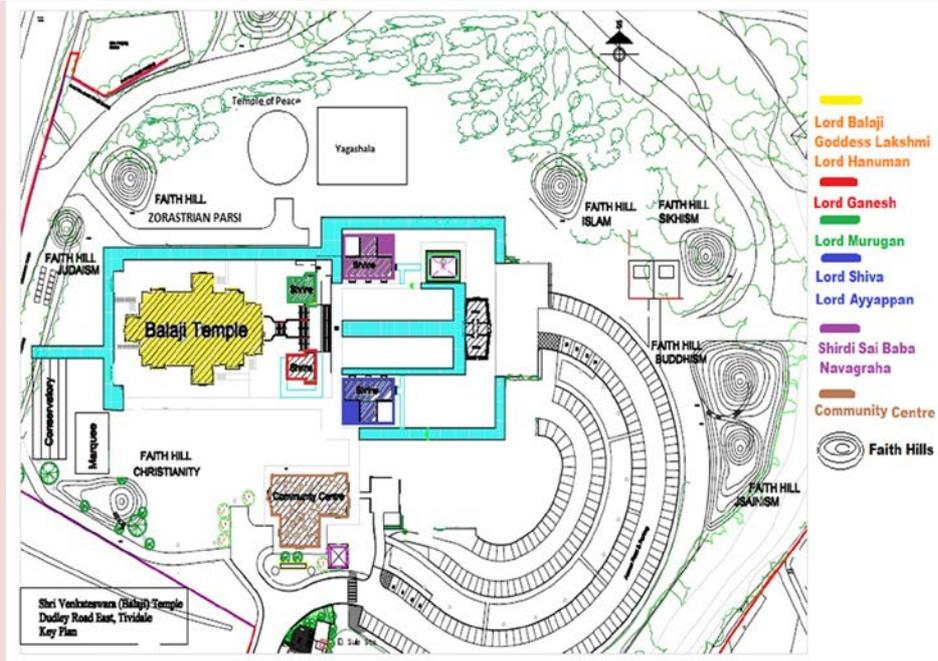 Temple of Peace
Yagashala
FAITH HILL
ZORASTRIAN PARSI
FAITH HILL
ISLAM
FAITH HILL
SIKHISM
FAITH HILL
JUDAISM
Shrine
Shrine
Balaji Temple
Shrine
Shrine
FAITH HILL
BUDDHISM
Conservatory
Marquee
FAITH HILL
CHRISTIANITY
Community Centre
FAITH HILL
JSAINISM
Shri Venkateswara (Balaji) Temple
Dudley Road East, Tividale
Key Plan
Lord Balaji
Goddess Lakshmi
Lord Hanuman
Lord Ganesh
Lord Murugan
Lord Shiva
Lord Ayyappan
Shirdi Sai Baba
Navagraha
Community Centre
Faith Hills